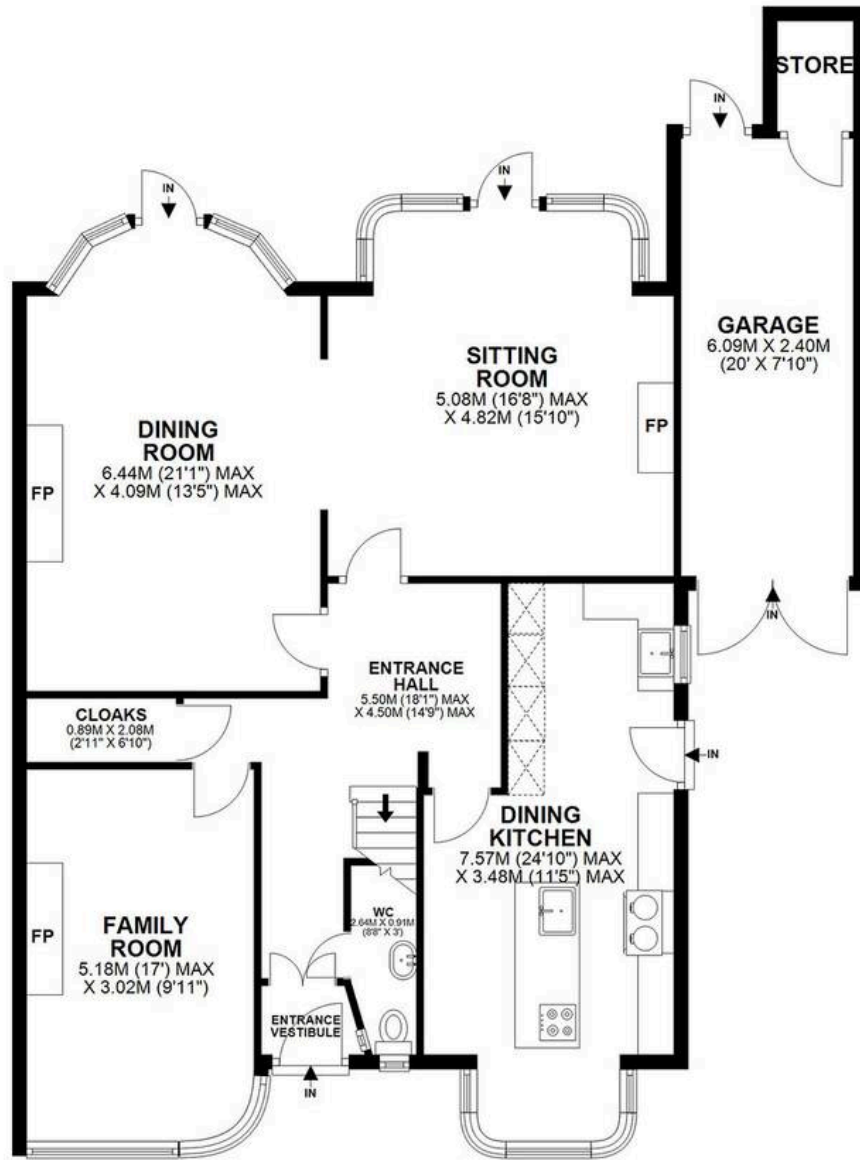 STORE
IN
IN
IN
GARAGE
6.09M X 2.40M
(20' X 7'10")
SITTING
ROOM
5.08M (16'8") MAX
X 4.82M (15'10")
FP
DINING
ROOM
6.44M (21'1") MAX
X 4.09M (13'5") MAX
FP
IN
ENTRANCE
HALL
5.50M (18'1") MAX
X 4.50M (14'9") MAX
CLOAKS
0.89M X 2.08M
(2'11" X 6'10")
IN
DINING
KITCHEN
7.57M (24'10") MAX
X 3.48M (11'5") MAX
WC
2.64M X 0.91M
(8'8" X 3')
FAMILY
ROOM
5.18M (17') MAX
X 3.02M (9'11")
FP
ENTRANCE
VESTIBULE
IN